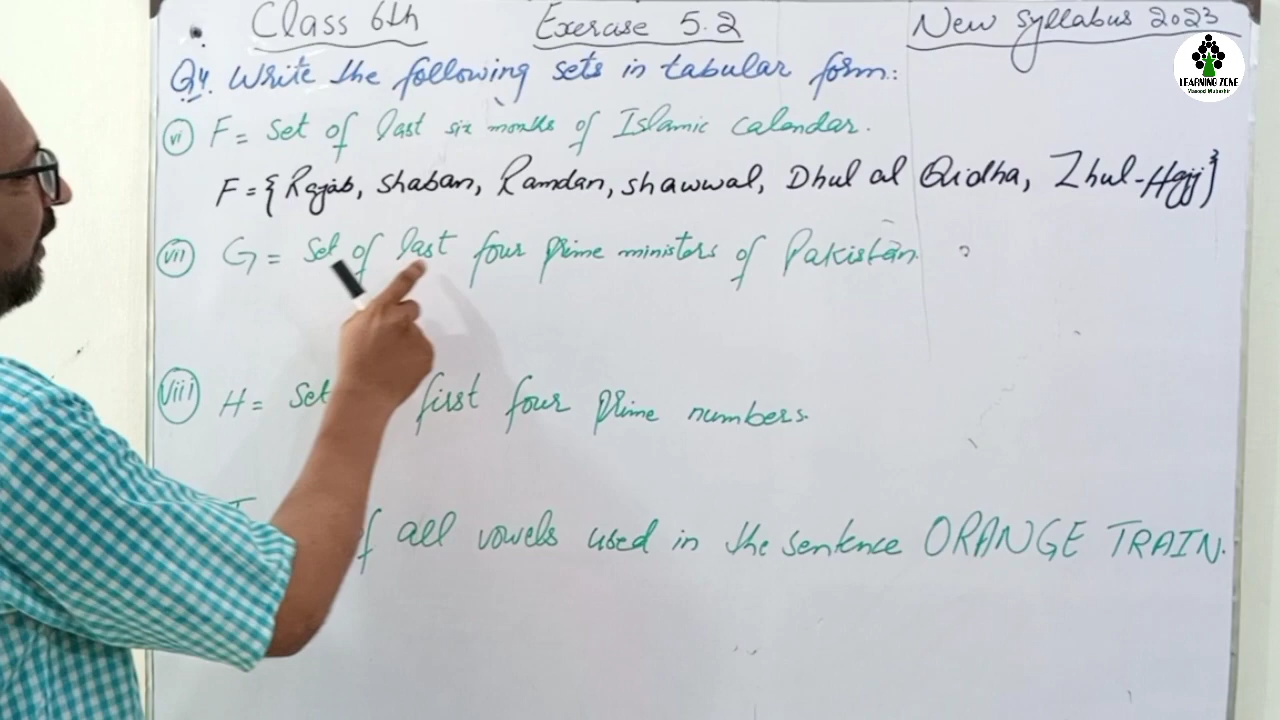 Class 6th Exercise 5.2 New Syllabus 2023
Q4. Write the following sets in tabular form:
(vi) F = Set of last six months of Islamic Calendar.
F = {Rajab, Shaban, Ramdan, shawwal, Dhul al Qidha, Zhul-Hajj}
(vii) G = Set of last four prime ministers of Pakistan.
(viii) H = Set first four prime numbers.
of all vowels used in the sentence ORANGE TRAIN.
LEARNING ZONE